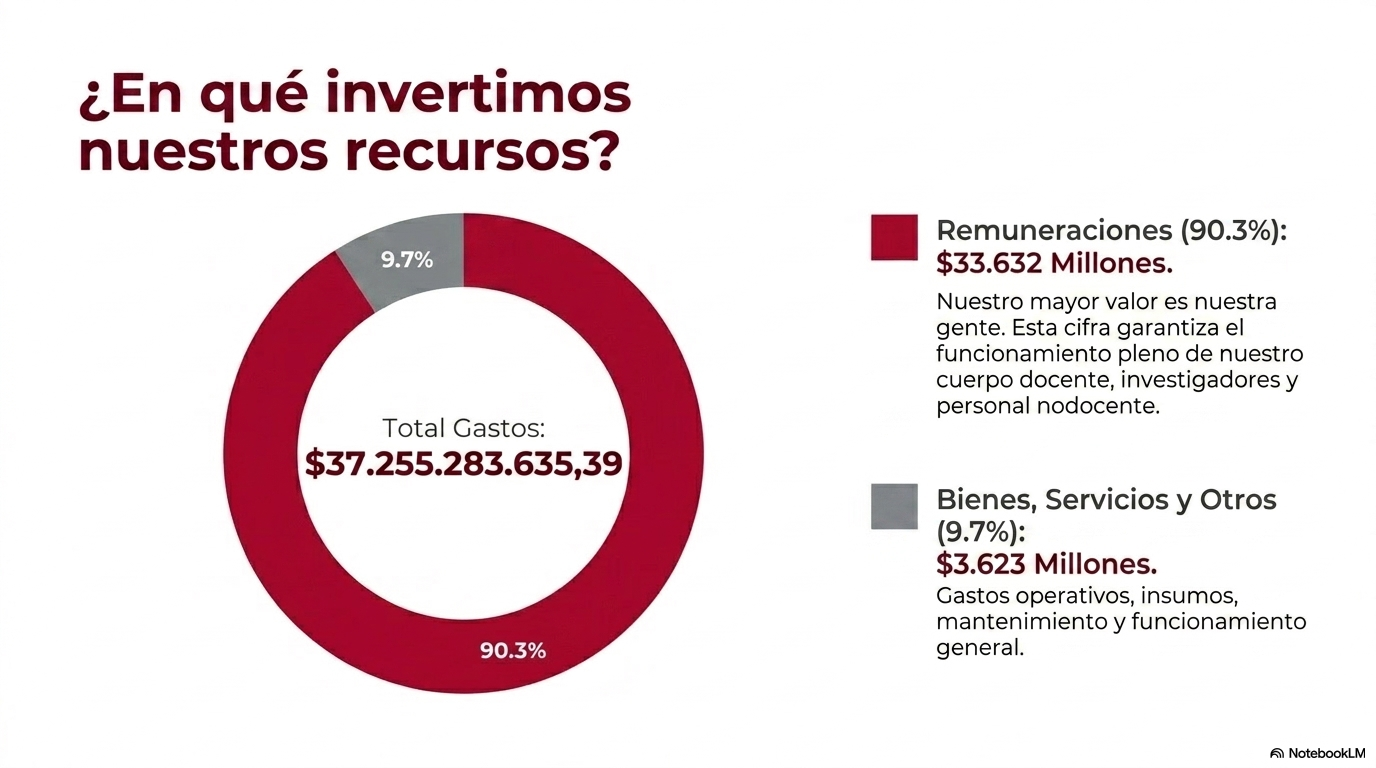 ¿En qué invertimos
nuestros recursos?
9.7%
Total Gastos:
$37.255.283.635,39
90.3%
Remuneraciones (90.3%):
$33.632 Millones.
Nuestro mayor valor es nuestra
gente. Esta cifra garantiza el
funcionamiento pleno de nuestro
cuerpo docente, investigadores y
personal nodocente.
Bienes, Servicios y Otros
(9.7%):
$3.623 Millones.
Gastos operativos, insumos,
mantenimiento y funcionamiento
general.
NotebookLM